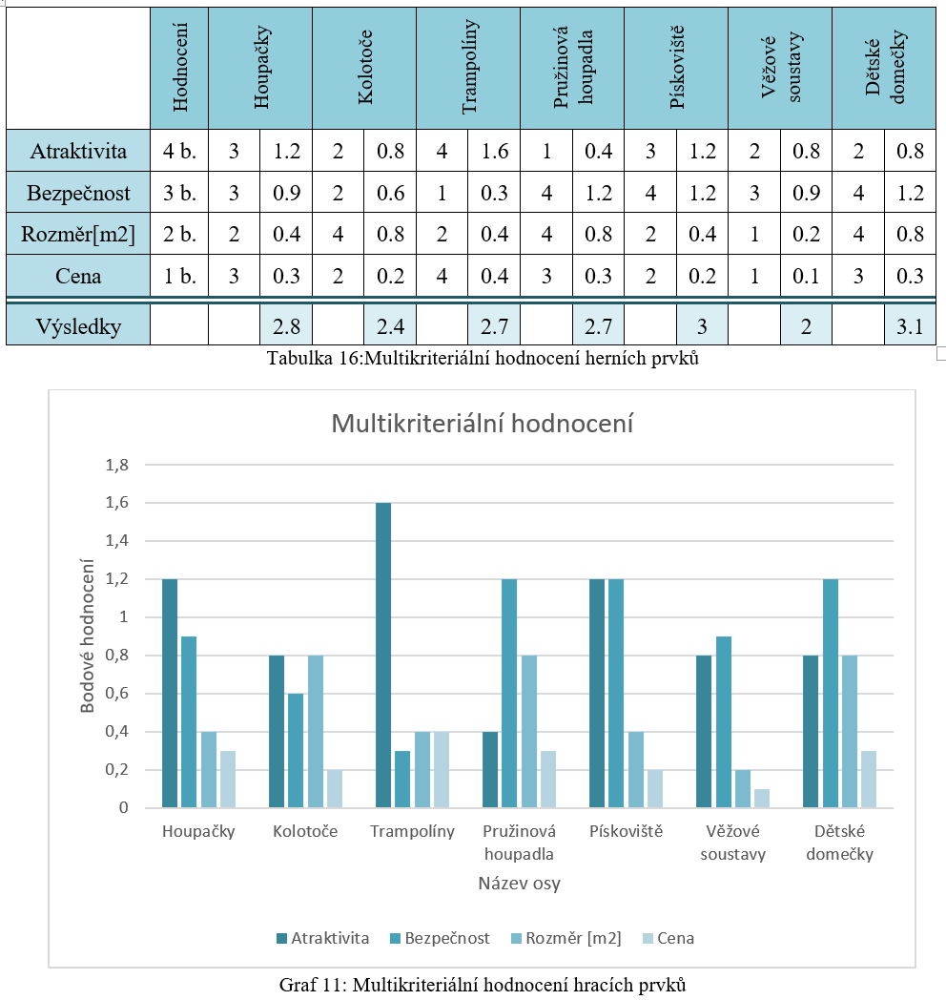 Hodnocení Houpačky Kolotoče Trampolíny Pružinová houpadla Pískoviště Věžové soustavy Dětské domečky
Atraktivita 4 b. 3 1.2 2 0.8 4 1.6 1 0.4 3 1.2 2 0.8 2 0.8
Bezpečnost 3 b. 3 0.9 2 0.6 1 0.3 4 1.2 4 1.2 3 0.9 4 1.2
Rozměr[m2] 2 b. 2 0.4 4 0.8 2 0.4 4 0.8 2 0.4 1 0.2 4 0.8
Cena 1 b. 3 0.3 2 0.2 4 0.4 3 0.3 2 0.2 1 0.1 3 0.3
Výsledky 2.8 2.4 2.7 2.7 3 2 3.1
Tabulka 16:Multikriteriální hodnocení herních prvků
Multikriteriální hodnocení
Bodové hodnocení
1,8
1,6
1,4
1,2
1
0,8
0,6
0,4
0,2
0
Houpačky Kolotoče Trampolíny Pružinová houpadla Pískoviště Věžové soustavy Dětské domečky
Název osy
Atraktivita Bezpečnost Rozměr [m2] Cena
Graf 11: Multikriteriální hodnocení hracích prvků